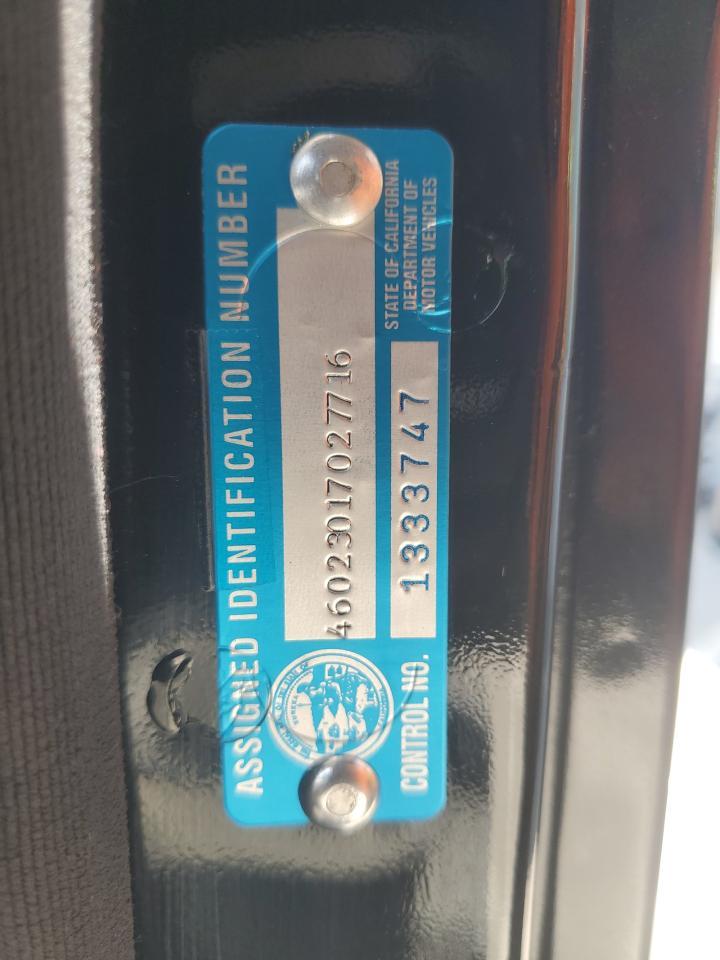 ASSIGNED IDENTIFICATION NUMBER
46023017027716
STATE OF CALIFORNIA
DEPARTMENT OF
MOTOR VEHICLES
CONTROL NO.
1333747